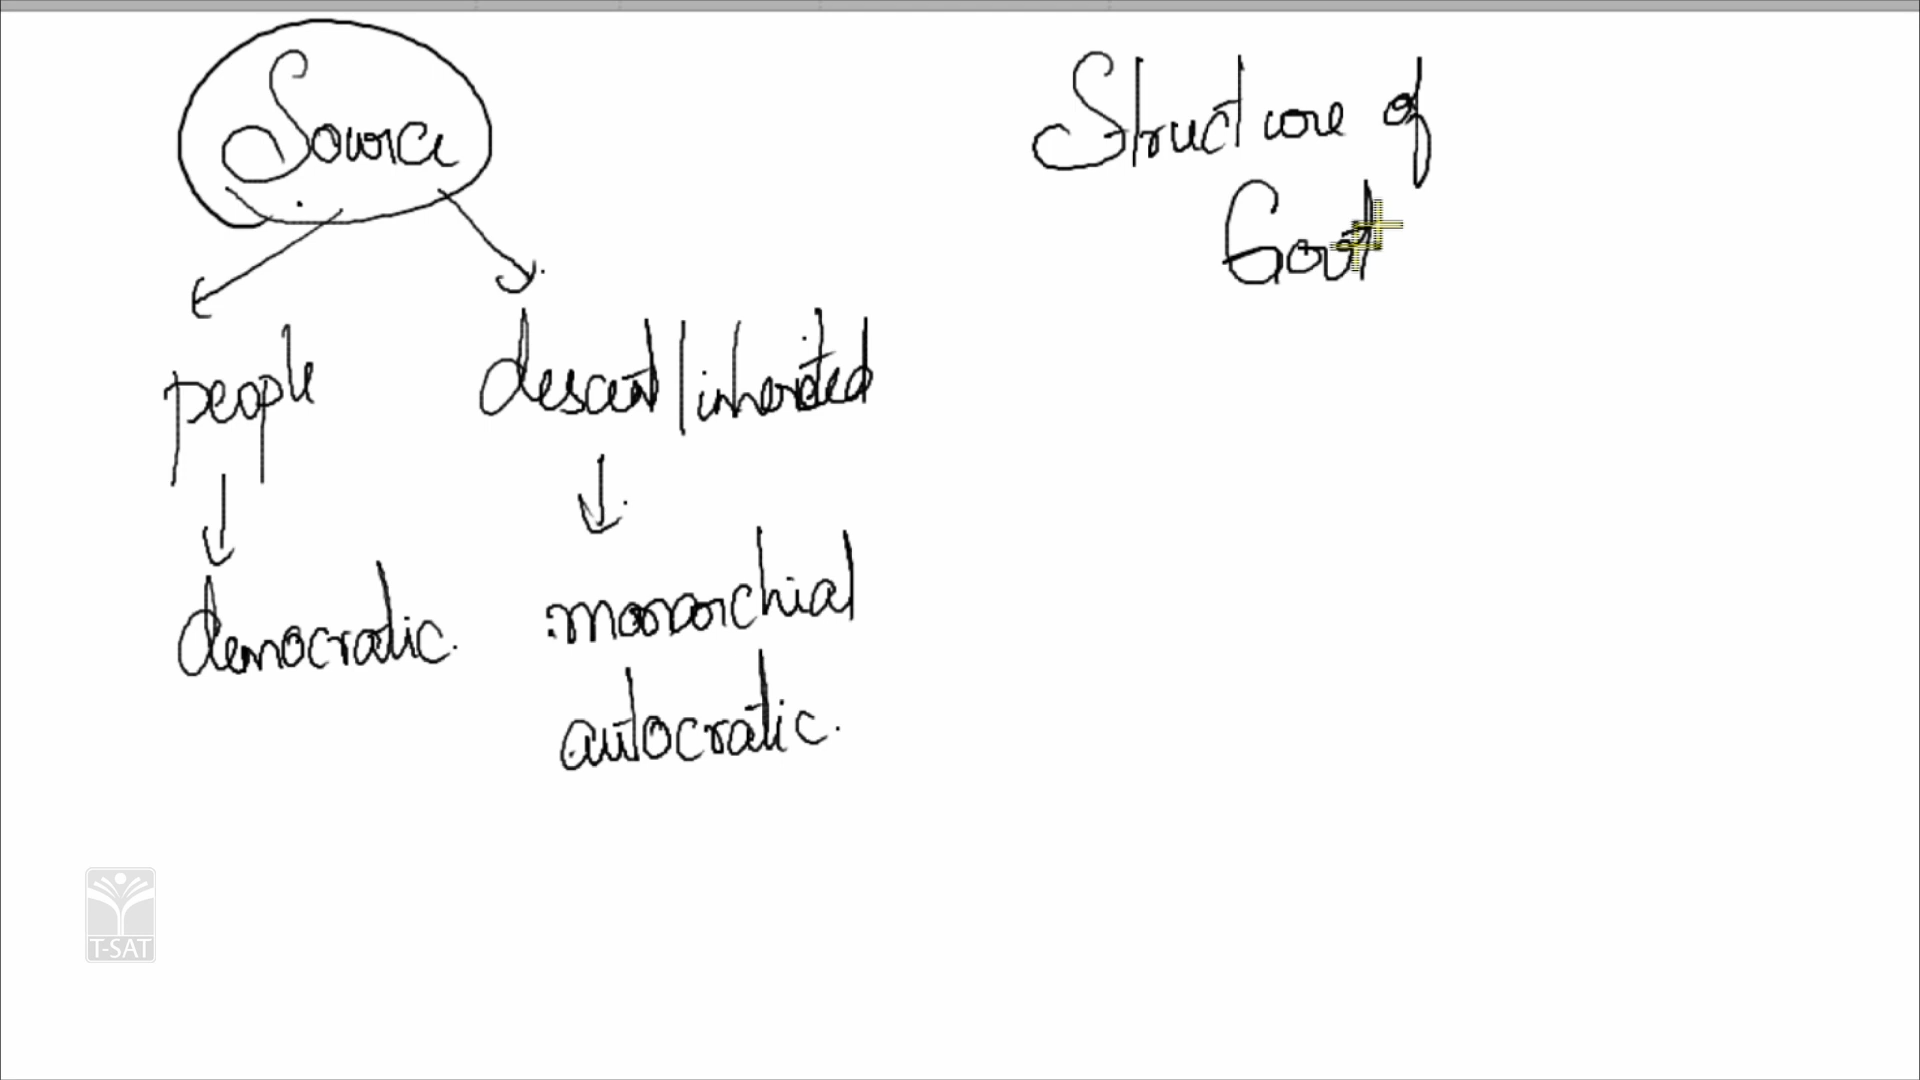 Source
people
descent/inherited
democratic.
monarchial
autocratic.
Structure of
Govt
T-SAT